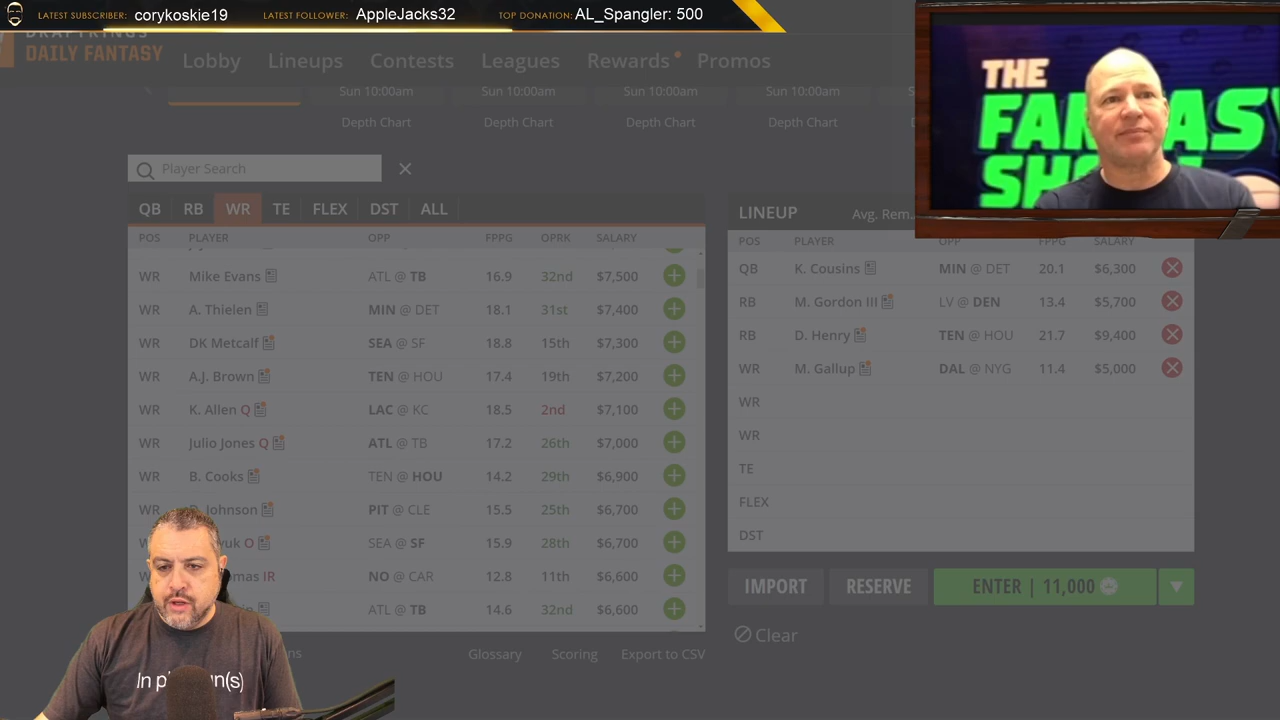 LATEST SUBSCRIBER: corykoskie19 LATEST FOLLOWER: AppleJacks32 TOP DONATION: AL_Spangler: 500
DRAFTKINGS
DAILY FANTASY
Lobby Lineups Contests Leagues Rewards Promos
THE
SH
Sun 10:00am Sun 10:00am Sun 10:00am Sun 10:00am
Depth Chart Depth Chart Depth Chart Depth Chart
Player Search
QB RB WR TE FLEX DST ALL
POS PLAYER OPP FPPG OPRK SALARY
WR Mike Evans ATL @ TB 16.9 32nd $7,500
WR A. Thielen MIN @ DET 18.1 31st $7,400
WR DK Metcalf SEA @ SF 18.8 15th $7,300
WR A.J. Brown TEN @ HOU 17.4 19th $7,200
WR K. Allen Q LAC @ KC 18.5 2nd $7,100
WR Julio Jones Q ATL @ TB 17.2 26th $7,000
WR B. Cooks TEN @ HOU 14.2 29th $6,900
Johnson PIT @ CLE 15.5 25th $6,700
O SEA @ SF 15.9 28th $6,700
IR NO @ CAR 12.8 11th $6,600
ATL @ TB 14.6 32nd $6,600
Glossary Scoring Export to CSV
LINEUP Avg. Rem.
POS PLAYER OPP FPPG SALARY
QB K. Cousins MIN @ DET 20.1 $6,300
RB M. Gordon III LV @ DEN 13.4 $5,700
RB D. Henry TEN @ HOU 21.7 $9,400
WR M. Gallup DAL @ NYG 11.4 $5,000
WR
WR
TE
FLEX
DST
IMPORT RESERVE ENTER | 11,000
Clear